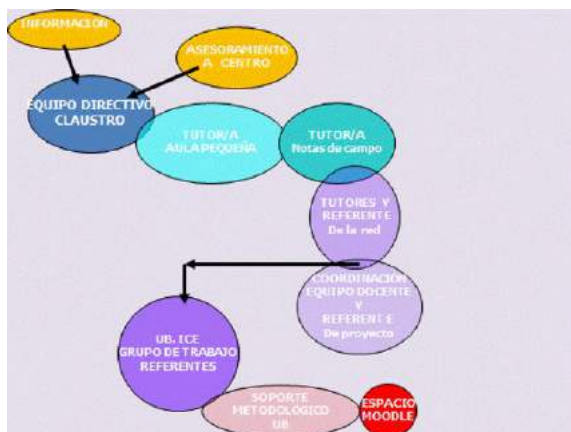 INFORMACIÓN
ASESORAMIENTO
A CENTRO
EQUIPO DIRECTIVO
CLAUSTRO
TUTOR/A
AULA PEQUEÑA
TUTOR/A
Notas de campo
TUTORES Y
REFERENTE
De la red
COORDINACIÓN
EQUIPO DOCENTE
Y
REFERENTE
De proyecto
UB. ICE
GRUPO DE TRABAJO
REFERENTES
SOPORTE
METODOLÓGICO
UB
ESPACIO
MOODLE